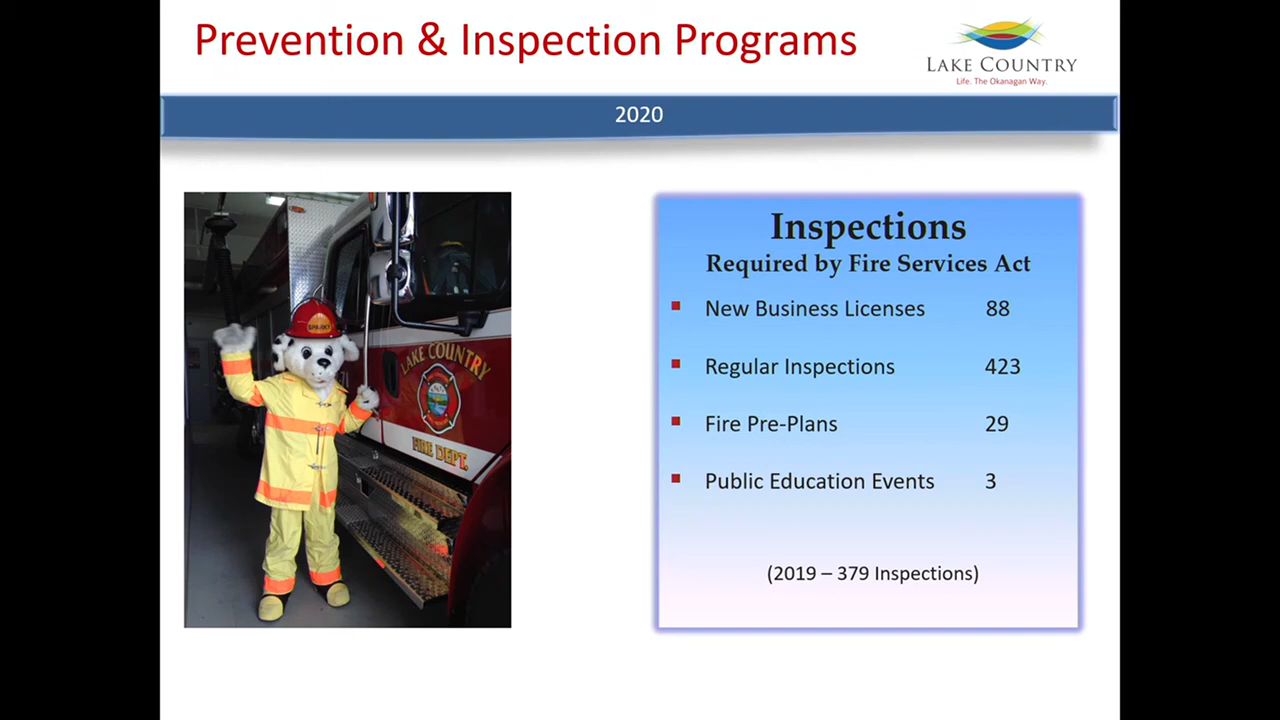 Prevention & Inspection Programs
LAKE COUNTRY
Life. The Okanagan Way.
2020
SPARKY
LAKE COUNTRY
FIRE DEPT.
Inspections
Required by Fire Services Act
▪ New Business Licenses 88
▪ Regular Inspections 423
▪ Fire Pre-Plans 29
▪ Public Education Events 3
(2019 – 379 Inspections)